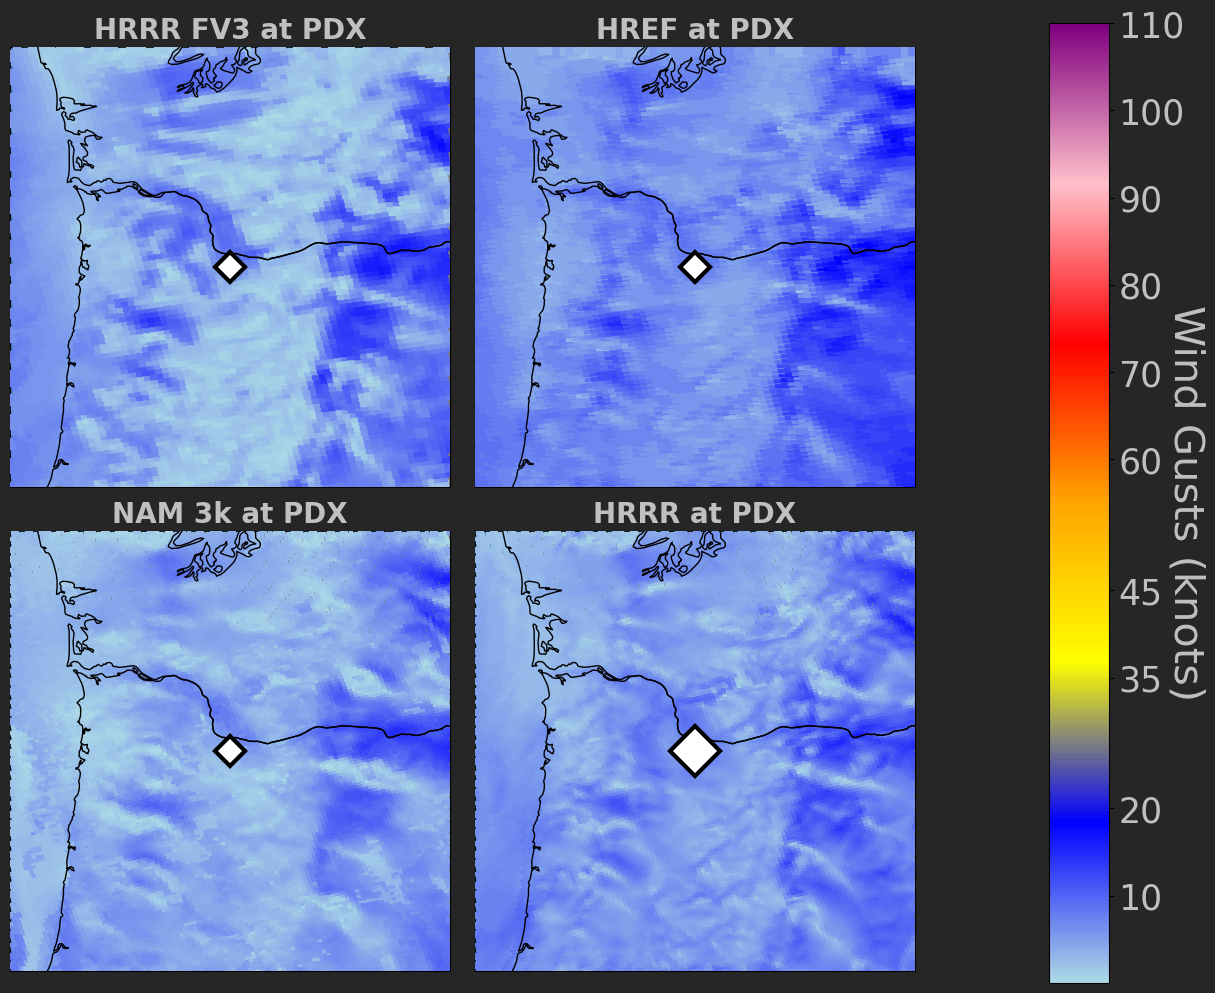 HRRR FV3 at PDX
HREF at PDX
NAM 3k at PDX
HRRR at PDX
110
100
90
80
70
60
45
35
20
10
Wind Gusts (knots)